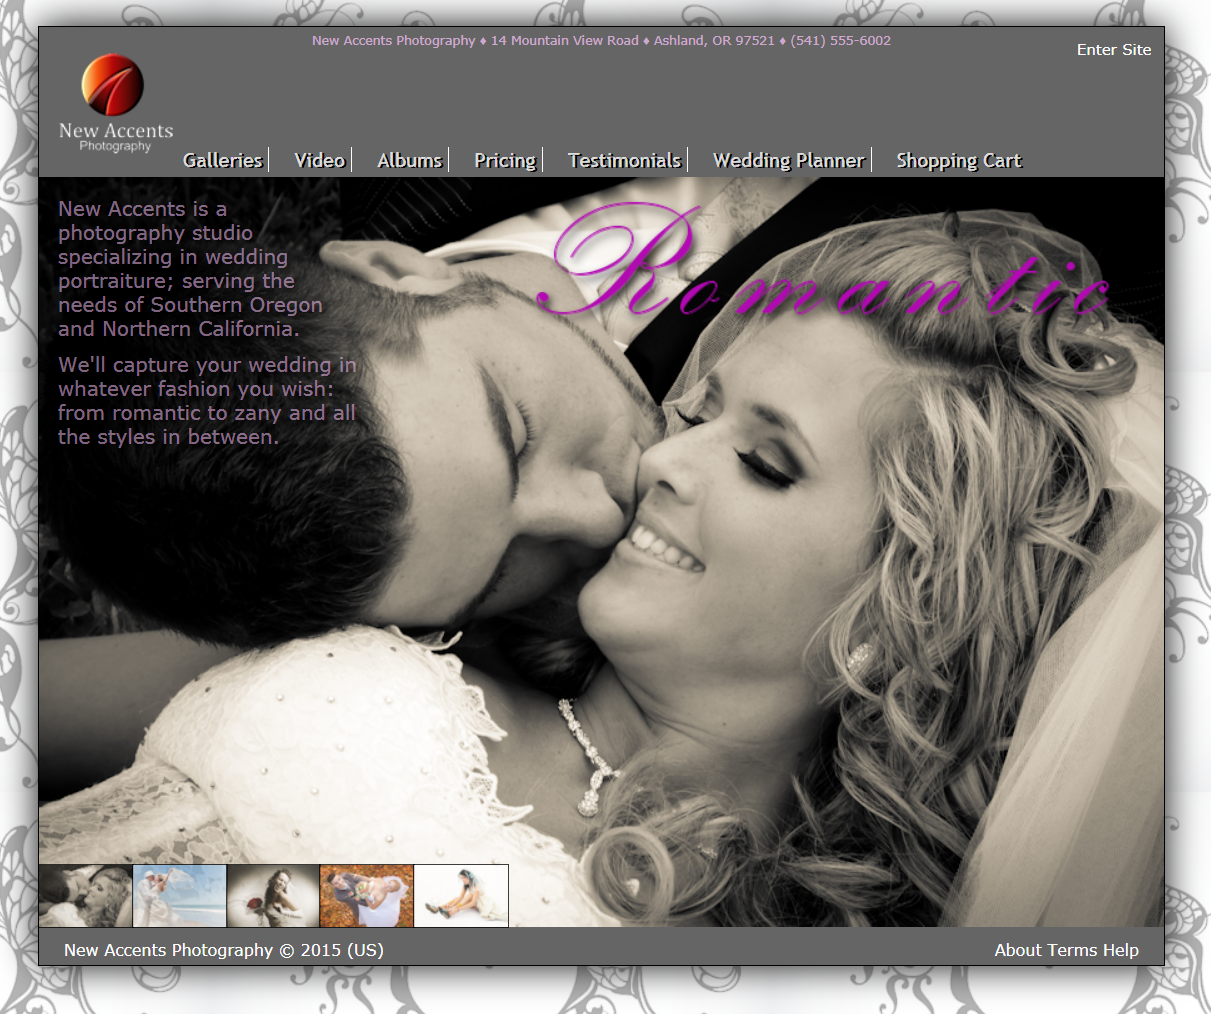 New Accents Photography ♦ 14 Mountain View Road ♦ Ashland, OR 97521 ♦ (541) 555-6002
Enter Site
New Accents
Photography
Galleries Video Albums Pricing Testimonials Wedding Planner Shopping Cart
New Accents is a
photography studio
specializing in wedding
portraiture; serving the
needs of Southern Oregon
and Northern California.
We'll capture your wedding in
whatever fashion you wish:
from romantic to zany and all
the styles in between.
Romantic
New Accents Photography © 2015 (US)
About Terms Help